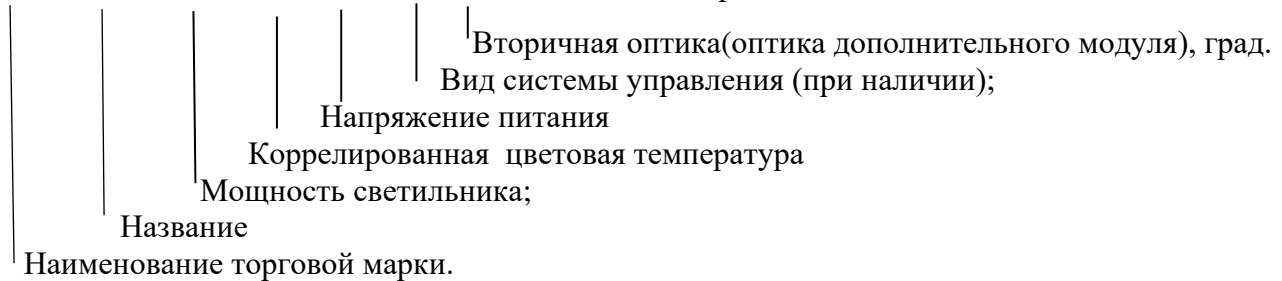 Вторичная оптика(оптика дополнительного модуля), град.
Вид системы управления (при наличии);
Напряжение питания
Коррелированная цветовая температура
Мощность светильника;
Название
Наименование торговой марки.